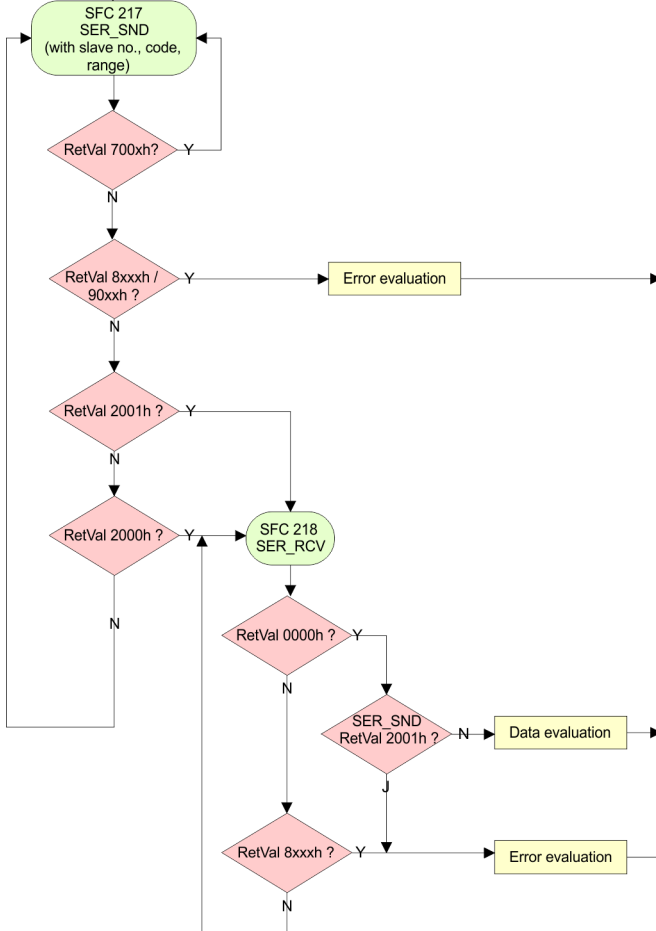 SFC 217
SER_SND
(with slave no., code,
range)
RetVal 700xh?
Y
N
RetVal 8xxxh /
90xxh ?
Y
Error evaluation
N
RetVal 2001h ?
Y
N
RetVal 2000h ?
Y
SFC 218
SER_RCV
N
RetVal 0000h ?
Y
N
SER_SND
RetVal 2001h ?
N
Data evaluation
J
RetVal 8xxxh ?
Y
Error evaluation
N